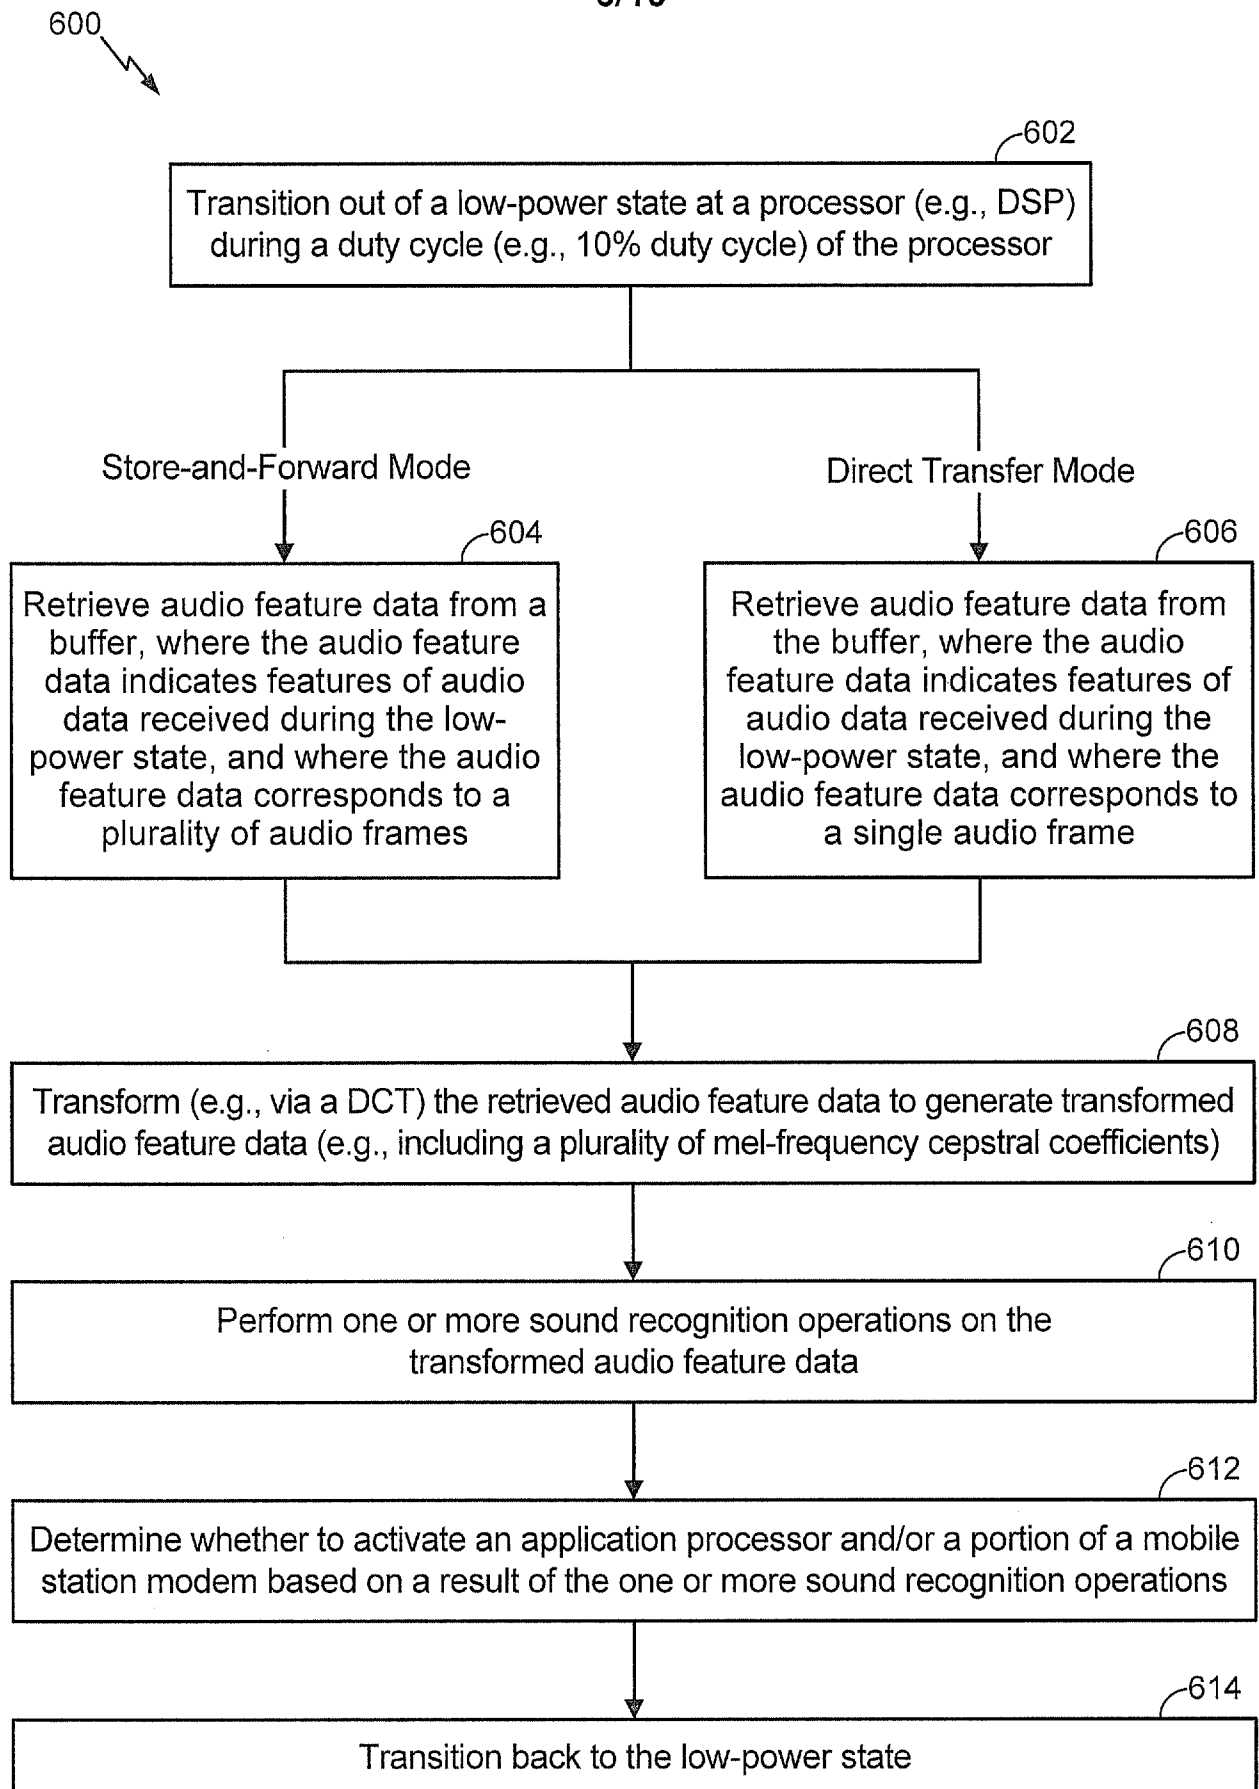 600
602
Transition out of a low-power state at a processor (e.g., DSP)
during a duty cycle (e.g., 10% duty cycle) of the processor
Store-and-Forward Mode
Direct Transfer Mode
604
Retrieve audio feature data from a
buffer, where the audio feature
data indicates features of audio
data received during the low-
power state, and where the audio
feature data corresponds to a
plurality of audio frames
606
Retrieve audio feature data from
the buffer, where the audio
feature data indicates features of
audio data received during the
low-power state, and where the
audio feature data corresponds to
a single audio frame
608
Transform (e.g., via a DCT) the retrieved audio feature data to generate transformed
audio feature data (e.g., including a plurality of mel-frequency cepstral coefficients)
610
Perform one or more sound recognition operations on the
transformed audio feature data
612
Determine whether to activate an application processor and/or a portion of a mobile
station modem based on a result of the one or more sound recognition operations
614
Transition back to the low-power state